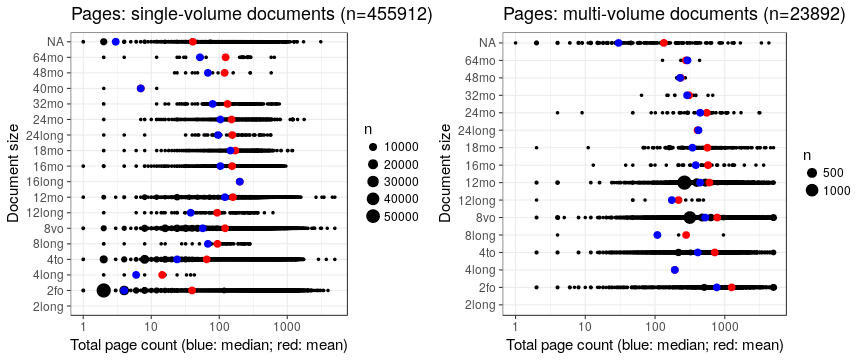 Pages: single-volume documents (n=455912)
Document size
NA
64mo
48mo
40mo
32mo
24mo
24long
18mo
16mo
16long
12mo
12long
8vo
8long
4to
4long
2fo
2long
1
10
100
1000
Total page count (blue: median; red: mean)
n
10000
20000
30000
40000
50000
Pages: multi-volume documents (n=23892)
Document size
NA
64mo
48mo
32mo
24mo
24long
18mo
16mo
12mo
12long
8vo
8long
4to
4long
2fo
2long
1
10
100
1000
Total page count (blue: median; red: mean)
n
500
1000